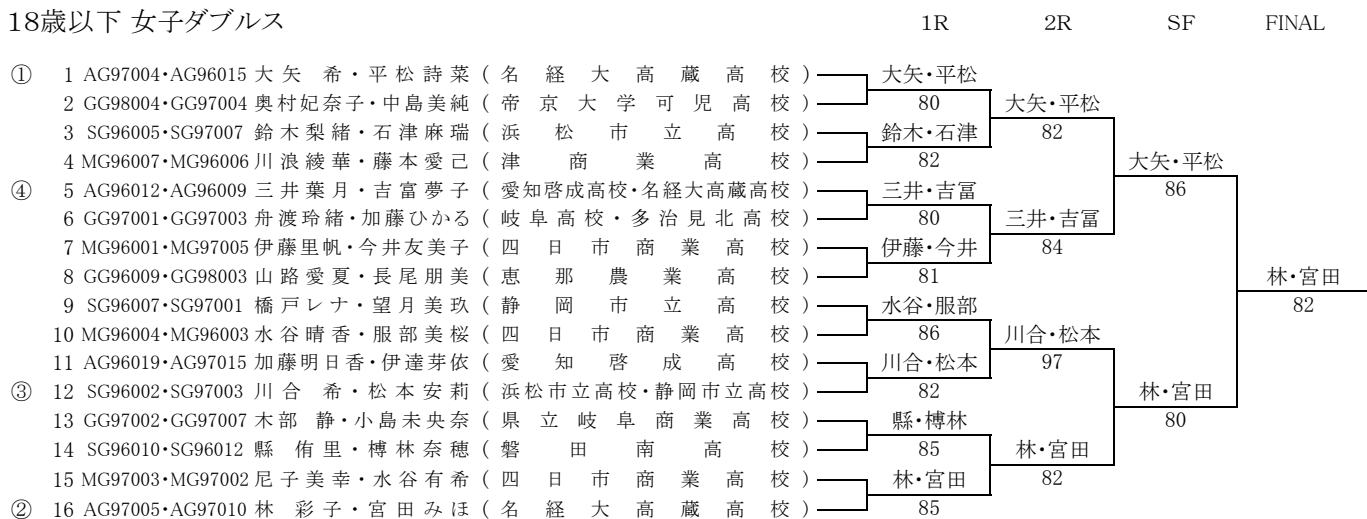 18歳以下 女子ダブルス 1R 2R SF FINAL
① 1 AG97004・AG96015 大矢 希・平松詩菜 (名経大高蔵高校) 大矢・平松
80
2 GG98004・GG97004 奥村妃奈子・中島美純 (帝京大学可児高校) 大矢・平松
82
3 SG96005・SG97007 鈴木梨緒・石津麻瑞 (浜松市立高校) 鈴木・石津
82
4 MG96007・MG96006 川浪綾華・藤本愛己 (津商業高校) 大矢・平松
86
④ 5 AG96012・AG96009 三井葉月・吉富夢子 (愛知啓成高校・名経大高蔵高校) 三井・吉冨
80
6 GG97001・GG97003 舟渡玲緒・加藤ひかる (岐阜高校・多治見北高校) 三井・吉冨
84
7 MG96001・MG97005 伊藤里帆・今井友美子 (四日市商業高校) 伊藤・今井
81
8 GG96009・GG98003 山路愛夏・長尾朋美 (恵那農業高校) 林・宮田
82
9 SG96007・SG97001 橋戸レナ・望月美玖 (静岡市立高校) 水谷・服部
86
10 MG96004・MG96003 水谷晴香・服部美桜 (四日市商業高校) 川合・松本
97
11 AG96019・AG97015 加藤明日香・伊達芽依 (愛知啓成高校) 川合・松本
82
③ 12 SG96002・SG97003 川合 希・松本安莉 (浜松市立高校・静岡市立高校) 林・宮田
80
13 GG97002・GG97007 木部 静・小島未央奈 (県立岐阜商業高校) 縣・榑林
85
14 SG96010・SG96012 縣 侑里・榑林奈穂 (磐田南高校) 林・宮田
82
15 MG97003・MG97002 尼子美幸・水谷有希 (四日市商業高校) 林・宮田
85
② 16 AG97005・AG97010 林 彩子・宮田みほ (名経大高蔵高校)